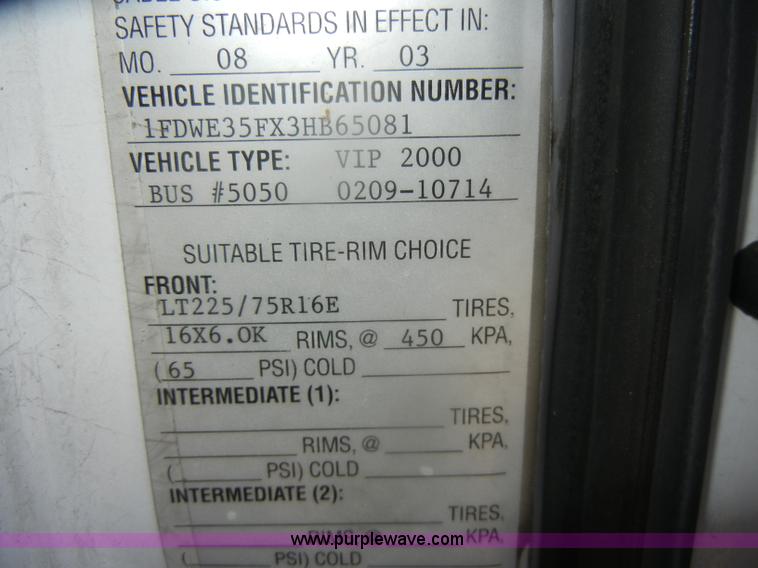 SAFETY STANDARDS IN EFFECT IN:
MO. 08 YR. 03
VEHICLE IDENTIFICATION NUMBER:
1FDWE35FX3HB65081
VEHICLE TYPE: VIP 2000
BUS #5050 0209-10714
SUITABLE TIRE-RIM CHOICE
FRONT:
LT225/75R16E TIRES,
16X6.0K RIMS, @ 450 KPA,
(65 PSI) COLD
INTERMEDIATE (1):
TIRES,
RIMS, @ KPA,
( PSI) COLD
INTERMEDIATE (2):
TIRES,
RIMS, @ KPA,
( PSI) COLD
www.purplewave.com